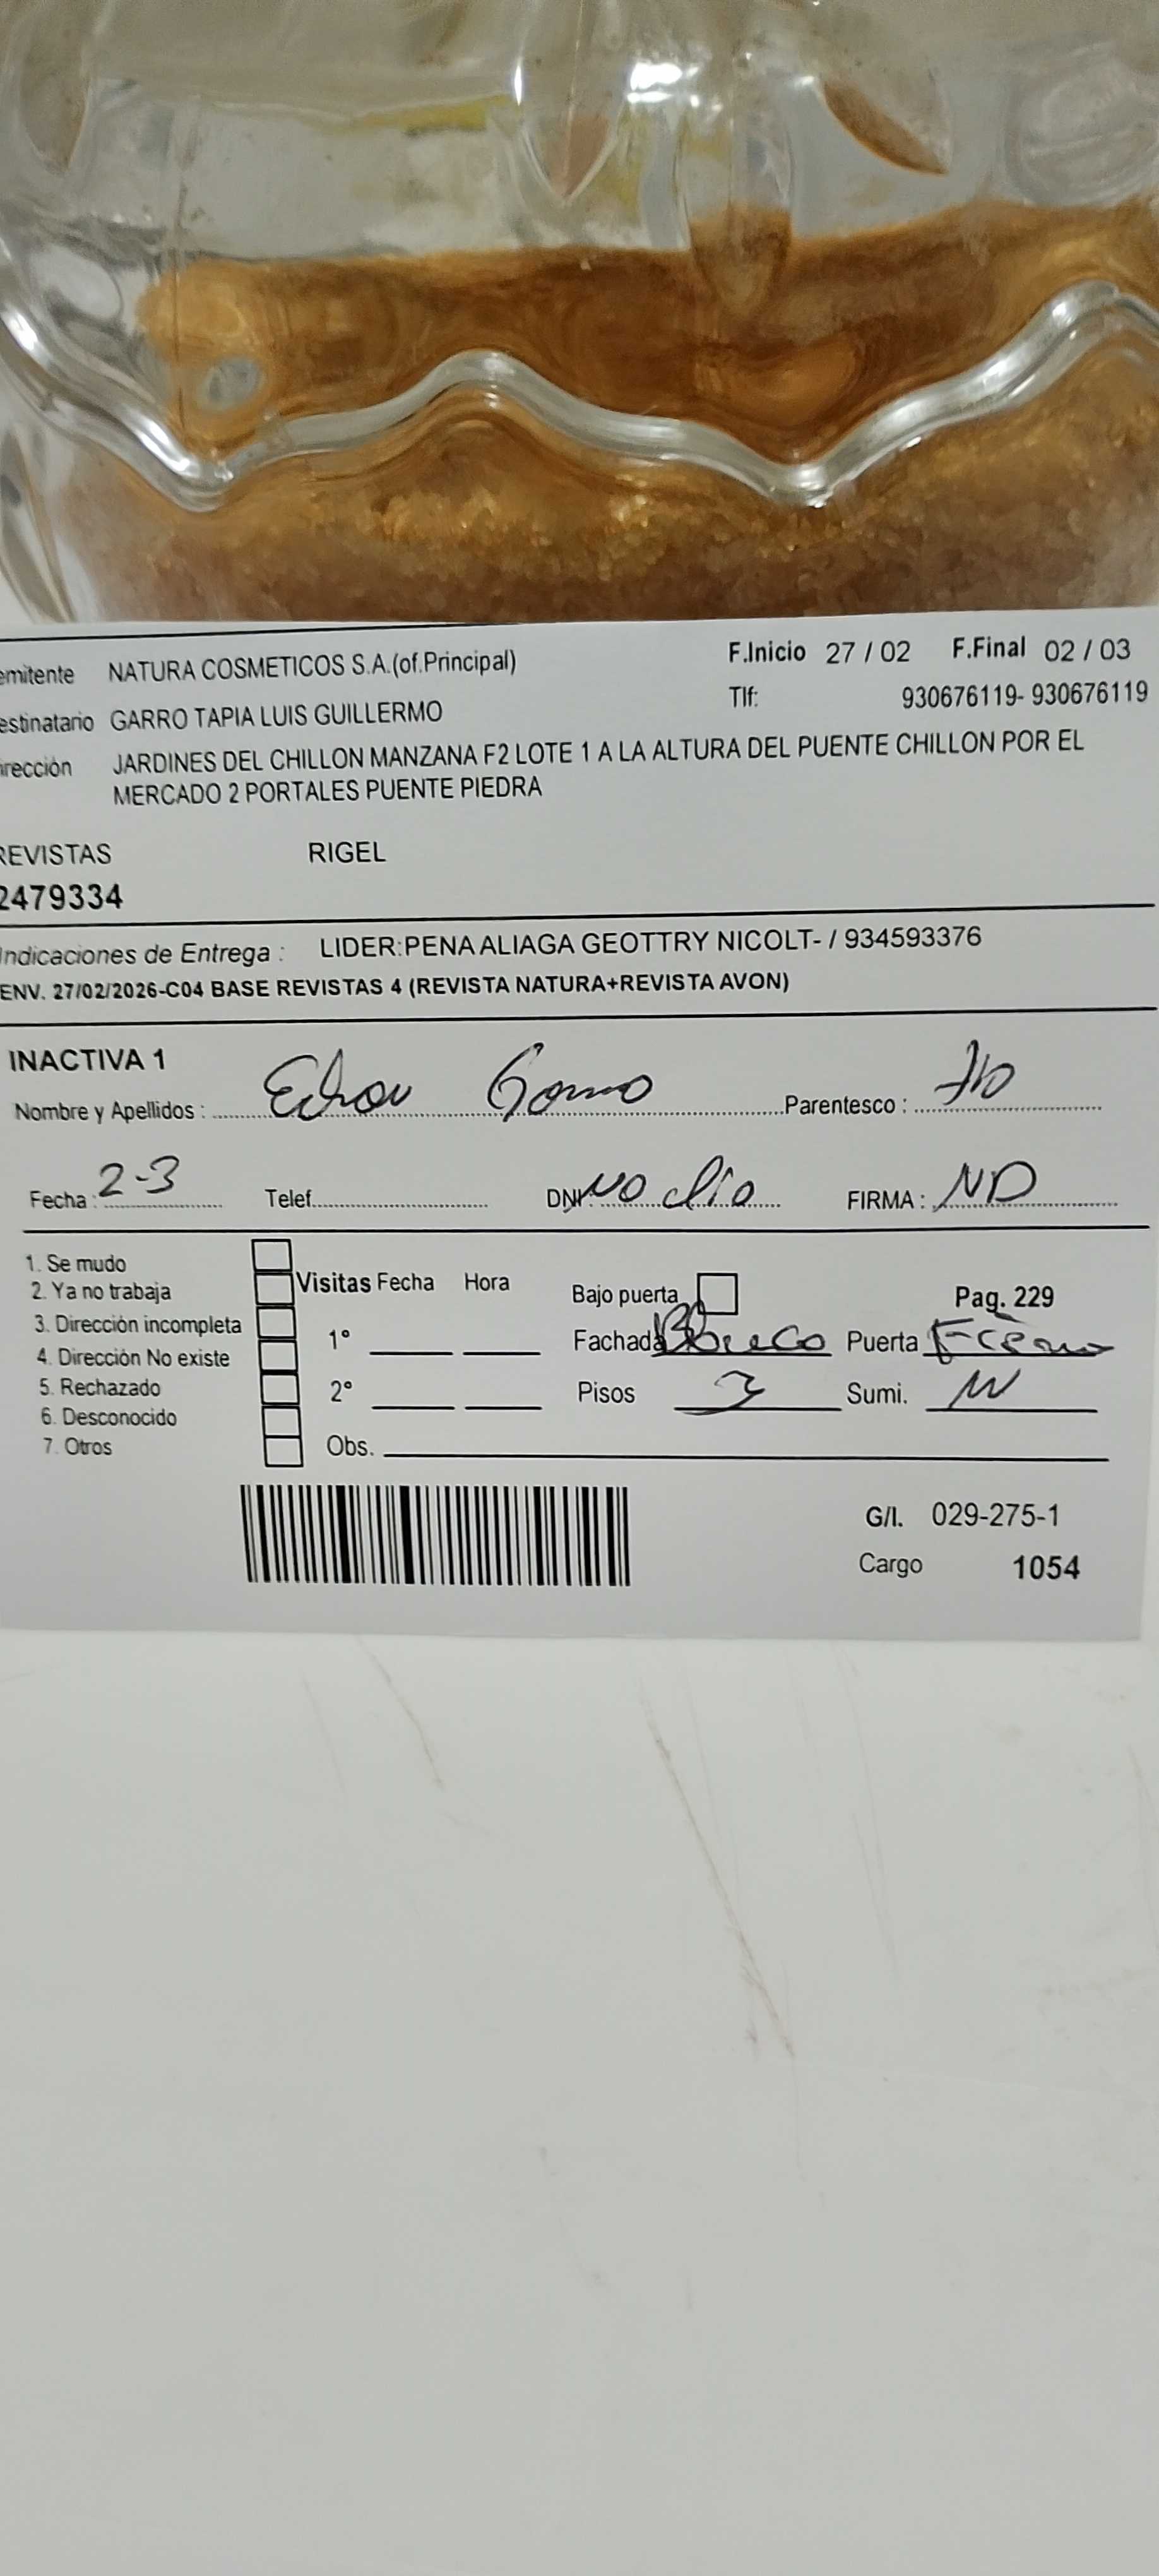 emitente NATURA COSMETICOS S.A.(of.Principal) F.Inicio 27 / 02 F.Final 02 / 03
Tlf: 930676119- 930676119
estinatario GARRO TAPIA LUIS GUILLERMO
irección JARDINES DEL CHILLON MANZANA F2 LOTE 1 A LA ALTURA DEL PUENTE CHILLON POR EL
MERCADO 2 PORTALES PUENTE PIEDRA
REVISTAS RIGEL
2479334
Indicaciones de Entrega : LIDER:PENA ALIAGA GEOTTRY NICOLT- / 934593376
ENV. 27/02/2026-C04 BASE REVISTAS 4 (REVISTA NATURA+REVISTA AVON)
INACTIVA 1
Nombre y Apellidos : Parentesco :
Fecha : 2-3 Telef. DNI: NO dio FIRMA : ND
1. Se mudo
2. Ya no trabaja Visitas Fecha Hora Bajo puerta Pag. 229
3. Dirección incompleta 1° Fachada Puerta
4. Dirección No existe
5. Rechazado 2° Pisos 3 Sumi.
6. Desconocido
7. Otros Obs.
G/I. 029-275-1
Cargo 1054